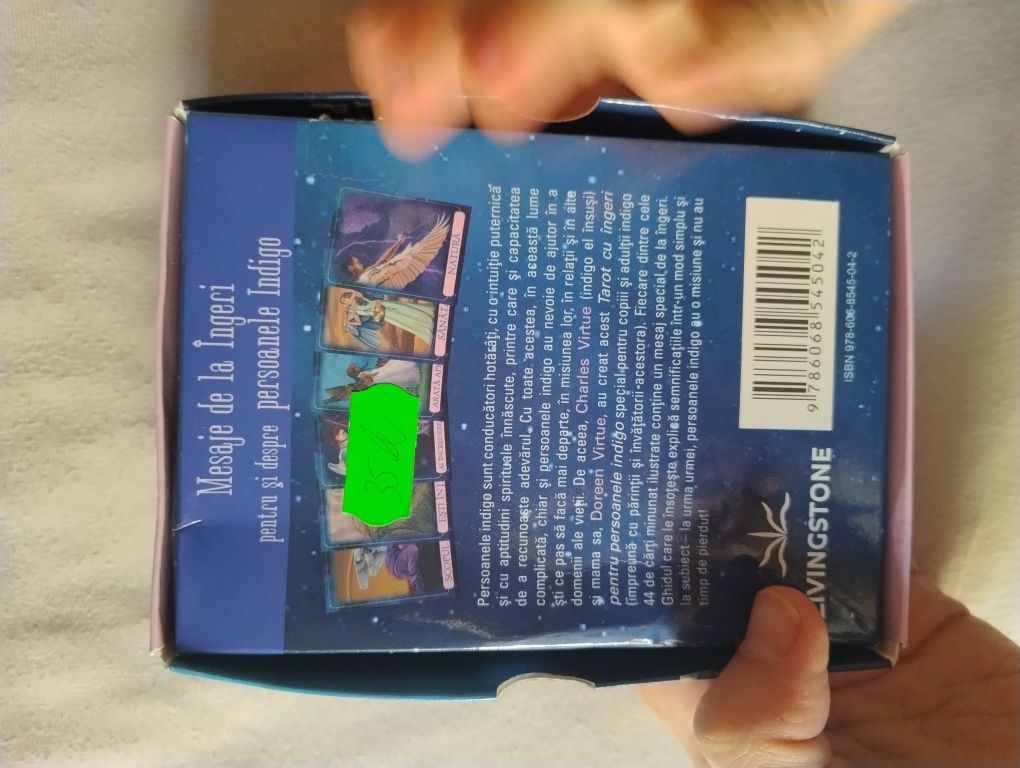 Mesaje de la Îngeri
pentru și despre persoanele Indigo
SCOPUL
EȘTI
AI ÎNCREDERE
ARATĂ
SĂNĂT
NATURĂ
35
Persoanele indigo sunt conducători hotărâți, cu o intuiție puternică
și cu aptitudini spirituale înnăscute, printre care și capacitatea
de a recunoaște adevărul. Cu toate acestea, în această lume
complicată, chiar și persoanele indigo au nevoie de ajutor în a
ști ce pas să facă mai departe, în misiunea lor, în relații și în alte
domenii ale vieții. De aceea, Charles Virtue (indigo el însuși)
și mama sa, Doreen Virtue, au creat acest Tarot cu îngeri
pentru persoanele indigo special pentru copiii și adulții indigo
(împreună cu părinții și învățătorii acestora). Fiecare dintre cele
44 de cărți minunat ilustrate conține un mesaj special de la îngeri.
Ghidul care le însoțește explică semnificațiile într-un mod simplu și
la subiect – la urma urmei, persoanele indigo au o misiune și nu au
timp de pierdut!
LIVINGSTONE
9 786068 545042
ISBN 978-606-8545-04-2